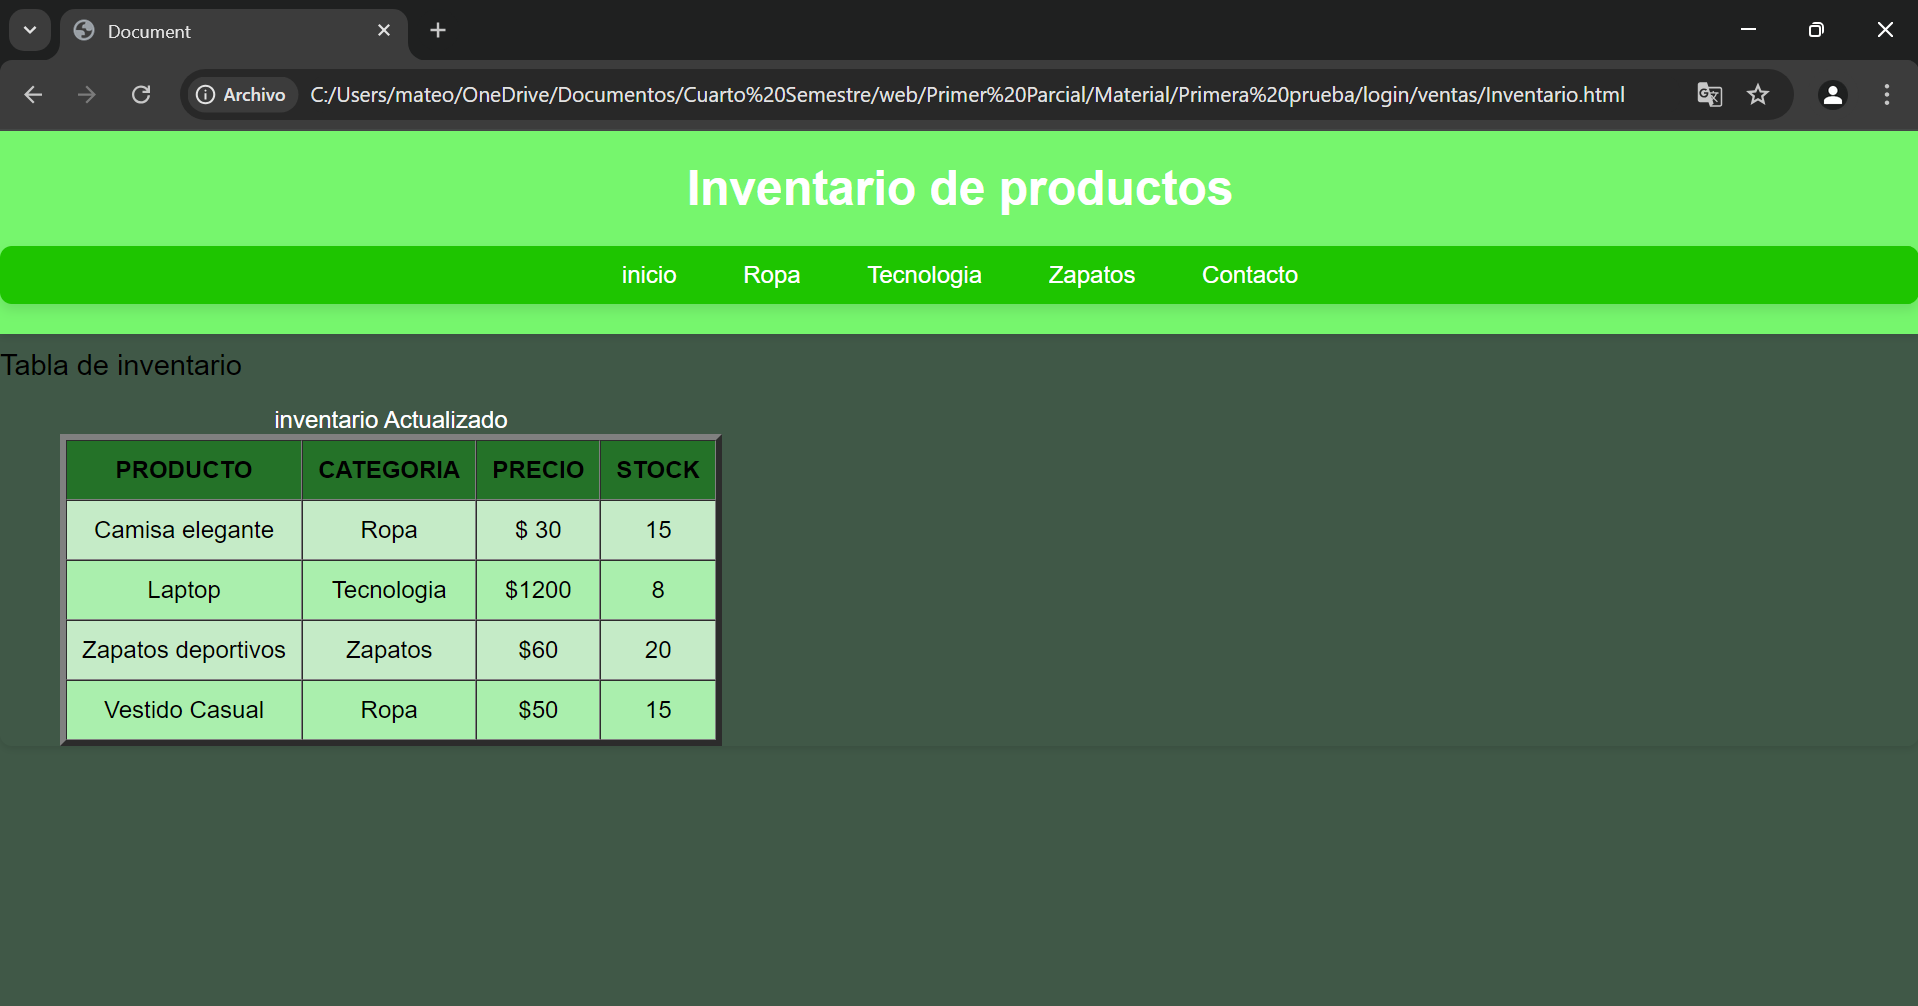 Document
Archivo C:/Users/mateo/OneDrive/Documentos/Cuarto%20Semestre/web/Primer%20Parcial/Material/Primera%20prueba/login/ventas/Inventario.html
Inventario de productos
inicio Ropa Tecnologia Zapatos Contacto
Tabla de inventario
inventario Actualizado
PRODUCTO CATEGORIA PRECIO STOCK
Camisa elegante Ropa $ 30 15
Laptop Tecnologia $1200 8
Zapatos deportivos Zapatos $60 20
Vestido Casual Ropa $50 15